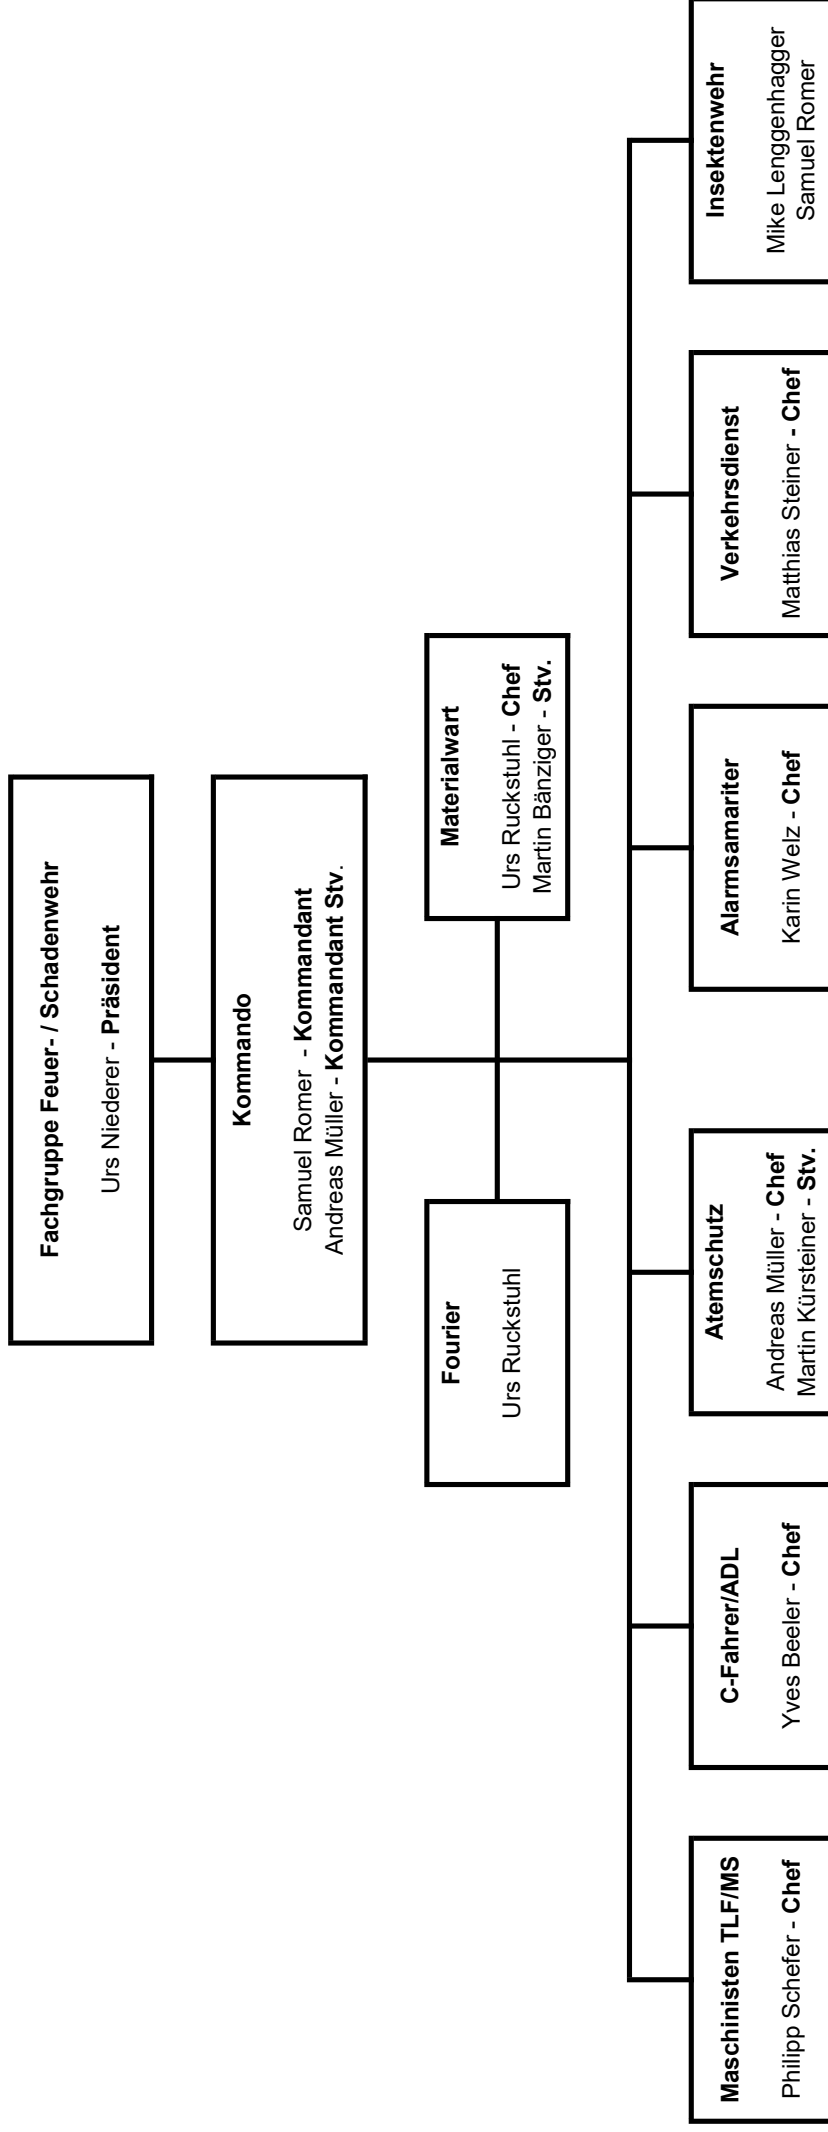 Fachgruppe Feuer- / Schadenwehr
Urs Niederer - Präsident
Kommando
Samuel Romer - Kommandant
Andreas Müller - Kommandant Stv.
Fourier
Urs Ruckstuhl
Materialwart
Urs Ruckstuhl - Chef
Martin Bänziger - Stv.
Maschinisten TLF/MS
Philipp Schefer - Chef
C-Fahrer/ADL
Yves Beeler - Chef
Atemschutz
Andreas Müller - Chef
Martin Kürsteiner - Stv.
Alarmsamariter
Karin Welz - Chef
Verkehrsdienst
Matthias Steiner - Chef
Insektenwehr
Mike Lenggenhagger
Samuel Romer